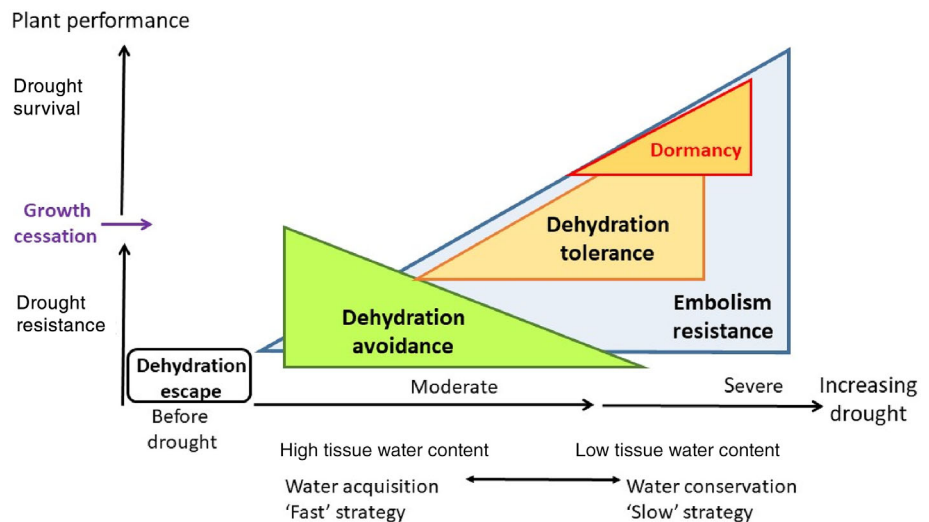 Plant performance
Drought
survival
Growth
cessation
Drought
resistance
Dormancy
Dehydration
tolerance
Embolism
resistance
Dehydration
avoidance
Dehydration
escape
Before
drought
Moderate
Severe
Increasing
drought
High tissue water content
Low tissue water content
Water acquisition
'Fast' strategy
Water conservation
'Slow' strategy